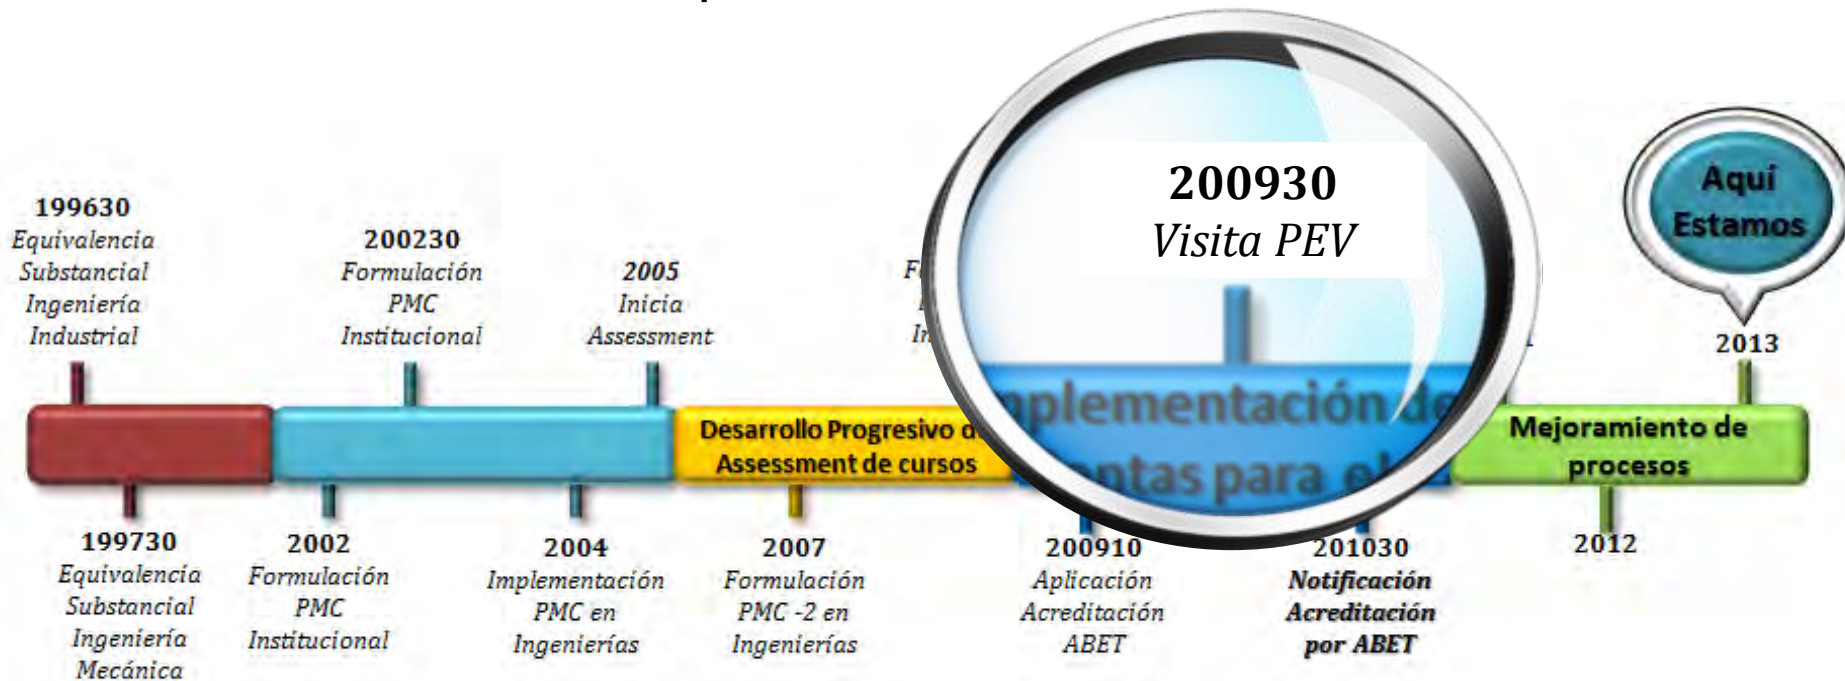 199630
Equivalencia
Substancial
Ingeniería
Industrial
200230
Formulación
PMC
Institucional
2005
Inicia
Assessment
200930
Visita PEV
Aquí
Estamos
2013
Desarrollo Progresivo
Assessment de cursos
para
Mejoramiento de
procesos
199730
Equivalencia
Substancial
Ingeniería
Mecánica
2002
Formulación
PMC
Institucional
2004
Implementación
PMC en
Ingenierías
2007
Formulación
PMC -2 en
Ingenierías
200910
Aplicación
Acreditación
ABET
201030
Notificación
Acreditación
por ABET
2012